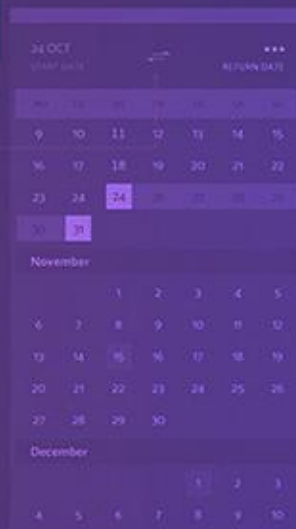 24 OCT
START DATE RETURN DATE
9 10 11 12 13 14 15
16 17 18 19 20 21 22
23 24 24
30 31
November
1 2 3 4 5
6 7 8 9 10 11 12
13 14 15 16 17 18 19
20 21 22 23 24 25 26
27 28 29 30
December
1 2 3
4 5 6 7 8 9 10